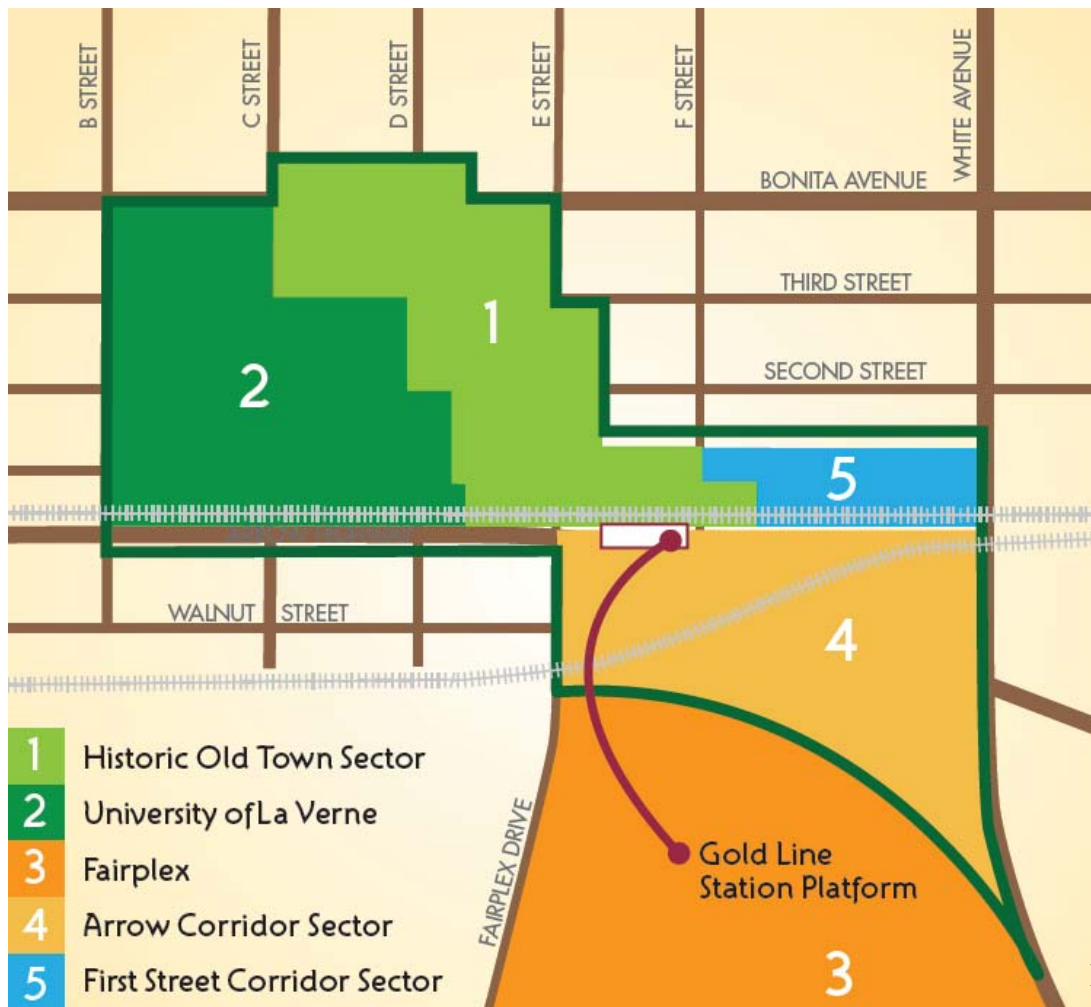 B STREET
C STREET
D STREET
E STREET
F STREET
WHITE AVENUE
BONITA AVENUE
THIRD STREET
1
SECOND STREET
2
5
WALNUT STREET
4
1 Historic Old Town Sector
2 University of La Verne
3 Fairplex
4 Arrow Corridor Sector
5 First Street Corridor Sector
FAIRPLEX DRIVE
Gold Line
Station Platform
3